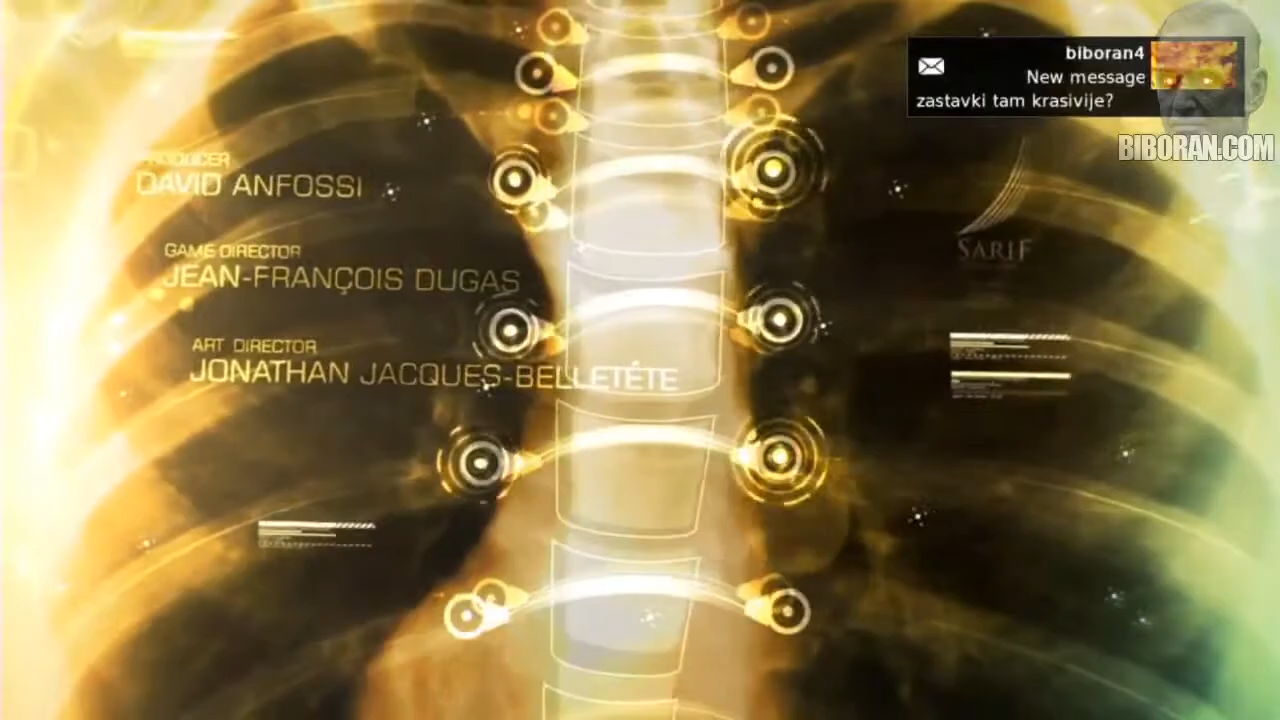 biboran4
New message
zastavki tam krasivije?
BIBORAN.COM
PRODUCER
DAVID ANFOSSI
GAME DIRECTOR
JEAN-FRANÇOIS DUGAS
SARIF
ART DIRECTOR
JONATHAN JACQUES-BELLETÊTE